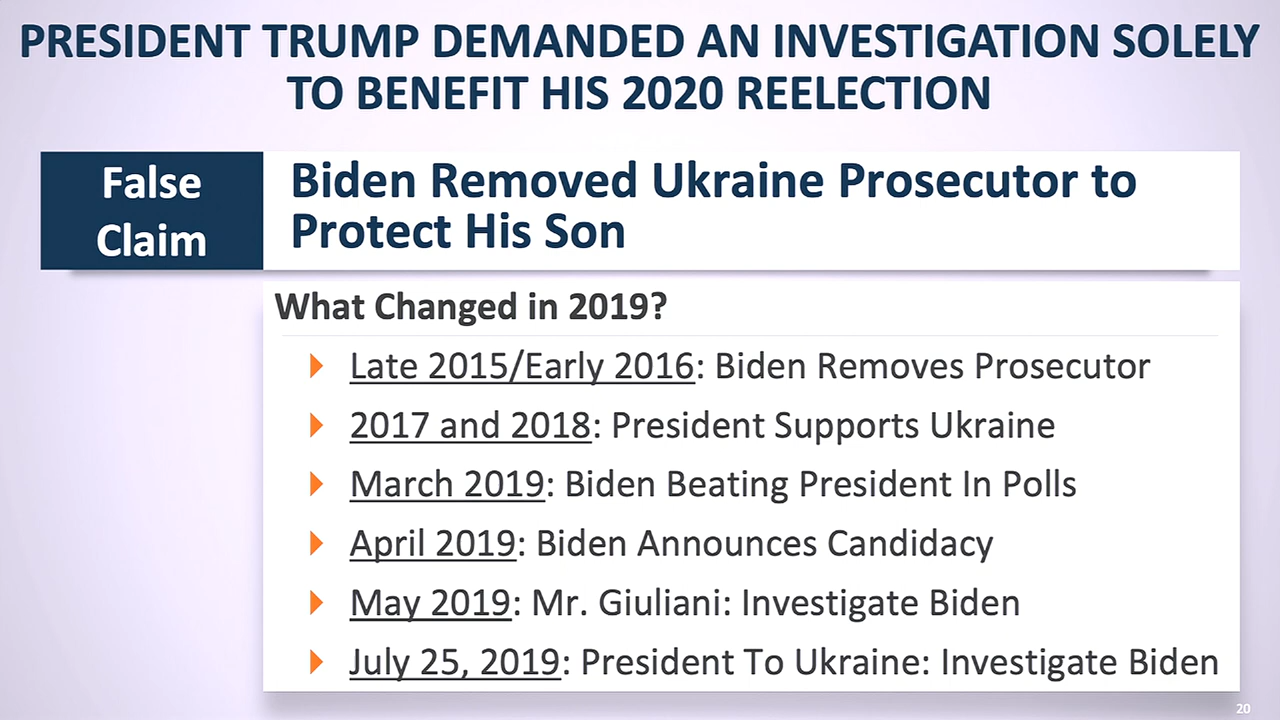 PRESIDENT TRUMP DEMANDED AN INVESTIGATION SOLELY
TO BENEFIT HIS 2020 REELECTION
False
Claim
Biden Removed Ukraine Prosecutor to
Protect His Son
What Changed in 2019?
Late 2015/Early 2016: Biden Removes Prosecutor
2017 and 2018: President Supports Ukraine
March 2019: Biden Beating President In Polls
April 2019: Biden Announces Candidacy
May 2019: Mr. Giuliani: Investigate Biden
July 25, 2019: President To Ukraine: Investigate Biden
20